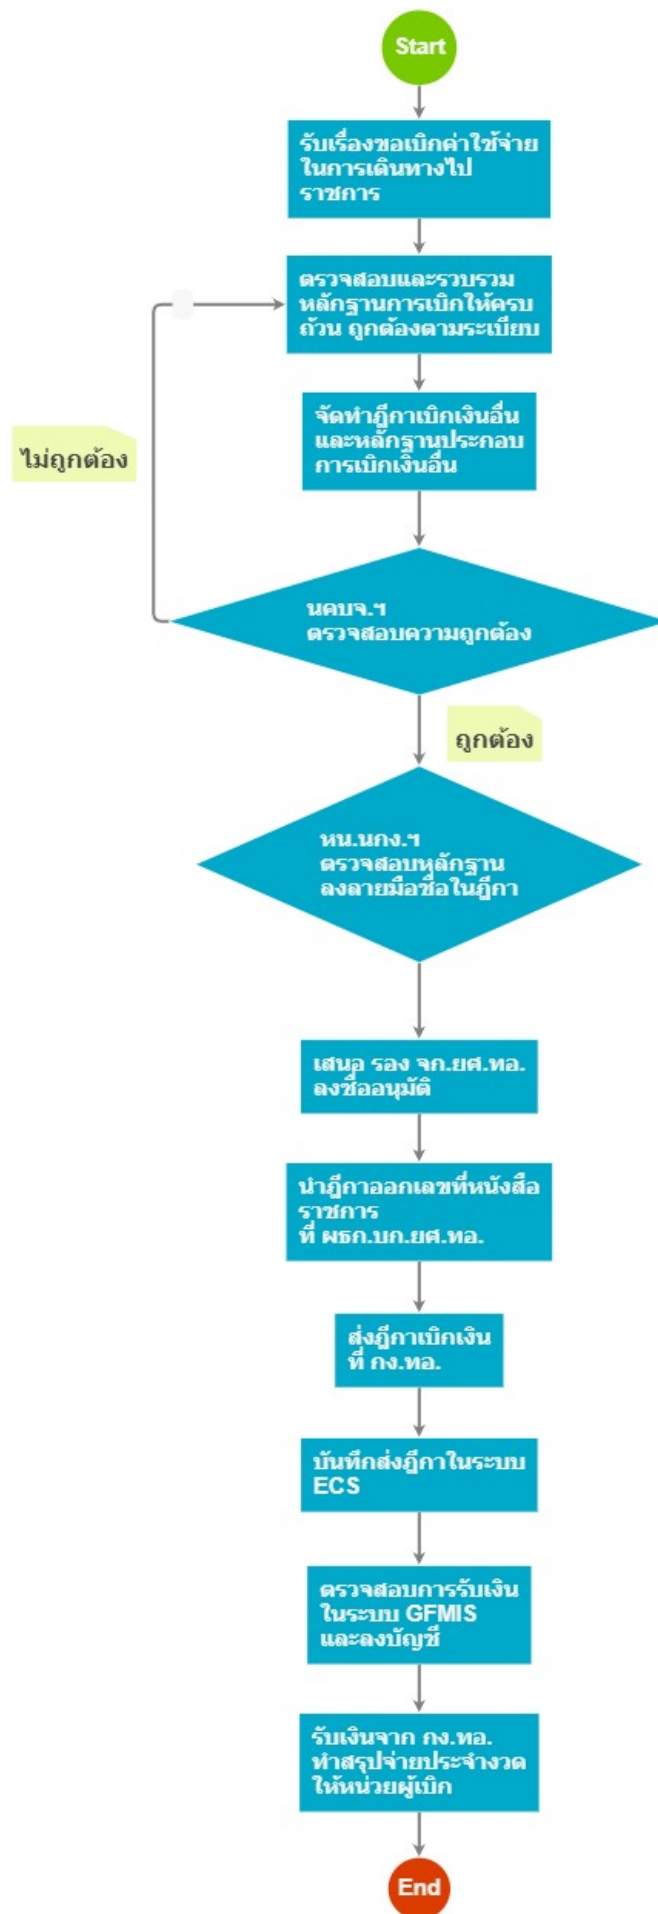 Start
รับเรื่องขอเบิกค่าใช้จ่าย
ในการเดินทางไป
ราชการ
ตรวจสอบและรวบรวม
หลักฐานการเบิกให้ครบ
ถ้วน ถูกต้องตามระเบียบ
จัดทำฎีกาเบิกเงินอื่น
และหลักฐานประกอบ
การเบิกเงินอื่น
ไม่ถูกต้อง
นคบจ.ฯ
ตรวจสอบความถูกต้อง
ถูกต้อง
หน.นกง.ฯ
ตรวจสอบหลักฐาน
ลงลายมือชื่อในฎีกา
เสนอ รอง จก.ยศ.ทอ.
ลงชื่ออนุมัติ
นำฎีกาออกเลขที่หนังสือ
ราชการ
ที่ ผธก.บก.ยศ.ทอ.
ส่งฎีกาเบิกเงิน
ที่ กง.ทอ.
บันทึกส่งฎีกาในระบบ
ECS
ตรวจสอบการรับเงิน
ในระบบ GFMIS
และลงบัญชี
รับเงินจาก กง.ทอ.
ทำสรุปจ่ายประจำงวด
ให้หน่วยผู้เบิก
End